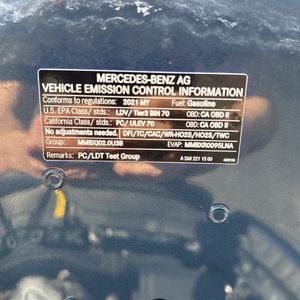 MERCEDES-BENZ AG
VEHICLE EMISSION CONTROL INFORMATION
Conforms to regulations: 2021 MY Fuel: Gasoline
U.S. EPA Class / stds.: LDV/ Tier3 BIN 70 OBD: CA OBD II
California Class / stds.: PC/ ULEV 70 OBD: CA OBD II
No adjustments needed. DFI/TC/CAC/WR-HO2S/HO2S/TWC
Group: MMBXJ02.0U3B EVAP: MMBXR0095LNA
Remarks: PC/LDT Test Group A 260 221 15 00